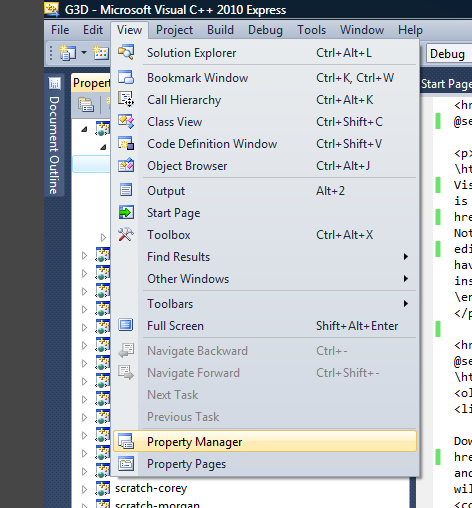 G3D - Microsoft Visual C++ 2010 Express
File Edit View Project Build Debug Tools Window Help
Solution Explorer Ctrl+Alt+L
Debug
Propert
Start Page
Document Outline
Bookmark Window Ctrl+K, Ctrl+W
Call Hierarchy Ctrl+Alt+K
Class View Ctrl+Shift+C
Code Definition Window Ctrl+Shift+V
Object Browser Ctrl+Alt+J
Output Alt+2
Start Page
Toolbox Ctrl+Alt+X
Find Results
Other Windows
Toolbars
Full Screen Shift+Alt+Enter
Navigate Backward Ctrl+-
Navigate Forward Ctrl+Shift+-
Next Task
Previous Task
Property Manager
Property Pages
scratch-corey
scratch-morgan
<hr
@se
<p>
\ht
Vis
is
hre
Not
edi
hav
ins
\en
</p
<hr
@se
\ht
<ol
<li
Dow
hre
and
wil
<co